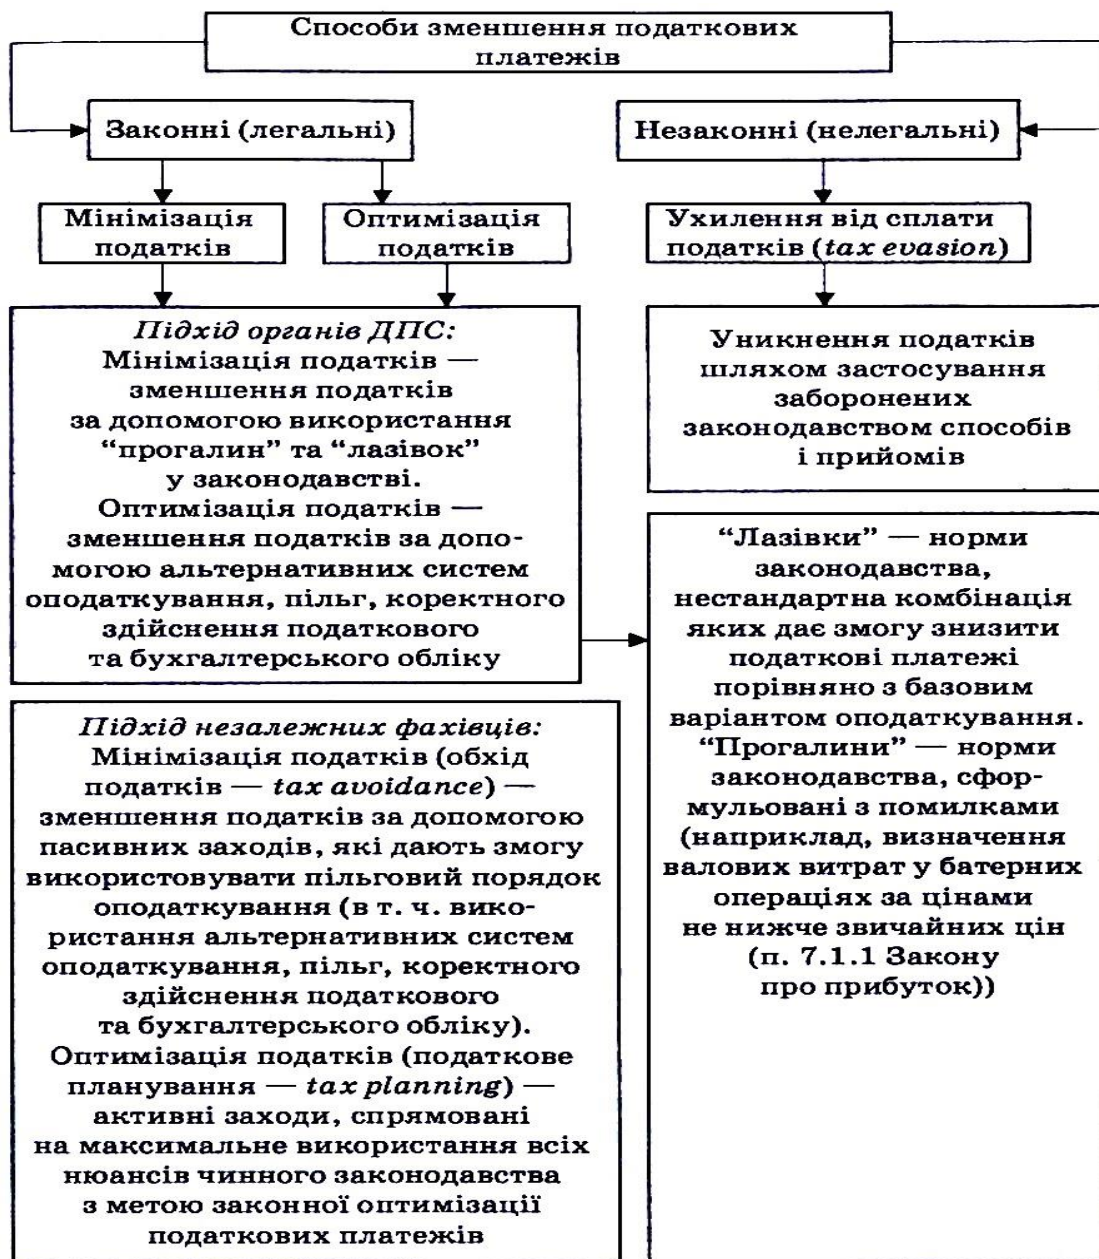 Способи зменшення податкових
платежів
Законні (легальні)
Незаконні (нелегальні)
Мінімізація
податків
Оптимізація
податків
Ухилення від сплати
податків (tax evasion)
Підхід органів ДПС:
Мінімізація податків —
зменшення податків
за допомогою використання
“прогалин” та “лазівок”
у законодавстві.
Оптимізація податків —
зменшення податків за допо-
могою альтернативних систем
оподаткування, пільг, коректного
здійснення податкового
та бухгалтерського обліку
Уникнення податків
шляхом застосування
заборонених
законодавством способів
і прийомів
Підхід незалежних фахівців:
Мінімізація податків (обхід
податків — tax avoidance) —
зменшення податків за допомогою
пасивних заходів, які дають змогу
використовувати пільговий порядок
оподаткування (в т. ч. вико-
ристання альтернативних систем
оподаткування, пільг, коректного
здійснення податкового
та бухгалтерського обліку).
Оптимізація податків (податкове
планування — tax planning) —
активні заходи, спрямовані
на максимальне використання всіх
нюансів чинного законодавства
з метою законної оптимізації
податкових платежів
“Лазівки” — норми
законодавства,
нестандартна комбінація
яких дає змогу знизити
податкові платежі
порівняно з базовим
варіантом оподаткування.
“Прогалини” — норми
законодавства, сфор-
мульовані з помилками
(наприклад, визначення
валових витрат у батерних
операціях за цінами
не нижче звичайних цін
(п. 7.1.1 Закону
про прибуток))